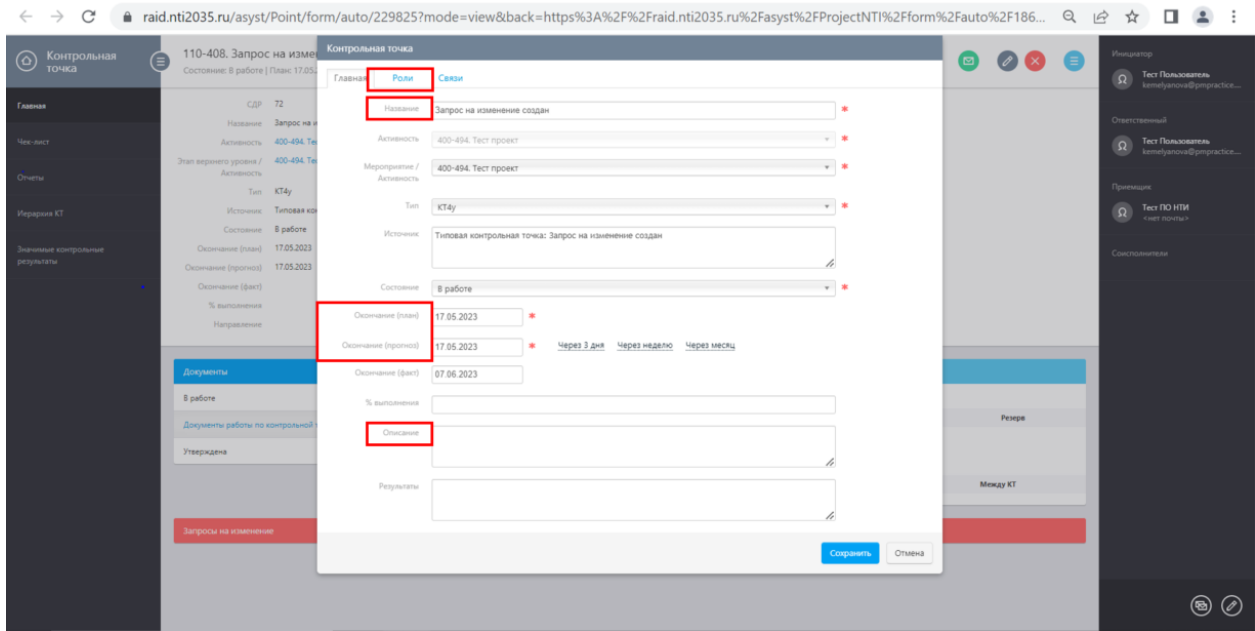 raid.nti2035.ru/asyst/Point/form/auto/229825?mode=view&back=https%3A%2F%2Fraid.nti2035.ru%2Fasyst%2FProjectNTI%2Fform%2Fauto%2F186...
Контрольная точка
110-408. Запрос на изме
Состояние: В работе | План: 17.05.
Главная
Чек-лист
Отчеты
Иерархия КТ
Значимые контрольные результаты
СДР 72
Название Запрос на и
Активность 400-494. Те
Этап верхнего уровня / Активность 400-494. Те
Тип КТ4у
Источник Типовая кон
Состояние В работе
Окончание (план) 17.05.2023
Окончание (прогноз) 17.05.2023
Окончание (факт)
% выполнения
Направление
Документы
В работе
Документы работы по контрольной
Утверждена
Запросы на изменение
Контрольная точка
Главная Роли Связи
Название Запрос на изменение создан *
Активность 400-494. Тест проект *
Мероприятие / Активность 400-494. Тест проект *
Тип КТ4у *
Источник Типовая контрольная точка: Запрос на изменение создан
Состояние В работе *
Окончание (план) 17.05.2023 *
Окончание (прогноз) 17.05.2023 * Через 3 дня Через неделю Через месяц
Окончание (факт) 07.06.2023
% выполнения
Описание
Результаты
Сохранить Отмена
Резерв
Между КТ
Инициатор
Тест Пользователь
kemelyanova@pmpractice....
Ответственный
Тест Пользователь
kemelyanova@pmpractice....
Приемщик
Тест ПО НТИ
<нет почты>
Соисполнители